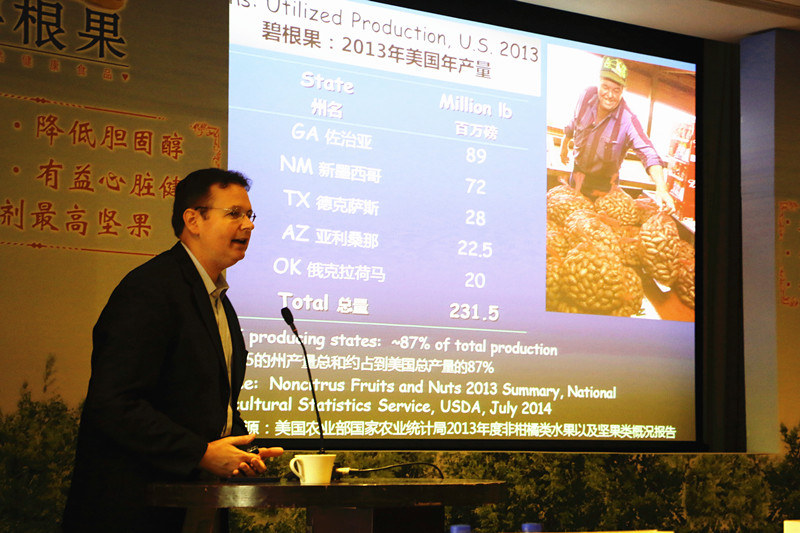 根果
健康食品
·降低胆固醇
·有益心脏健
剂最高坚果
ns: Utilized Production, U.S. 2013
碧根果：2013年美国年产量
State Million lb
州名 百万磅
GA 佐治亚 89
NM 新墨西哥 72
TX 德克萨斯 28
AZ 亚利桑那 22.5
OK 俄克拉荷马 20
Total 总量 231.5
producing states: ~87% of total production
5的州产量总和约占到美国总产量的87%
e: Noncitrus Fruits and Nuts 2013 Summary, National
cultural Statistics Service, USDA, July 2014
源：美国农业部国家农业统计局2013年度非柑橘类水果以及坚果类概况报告